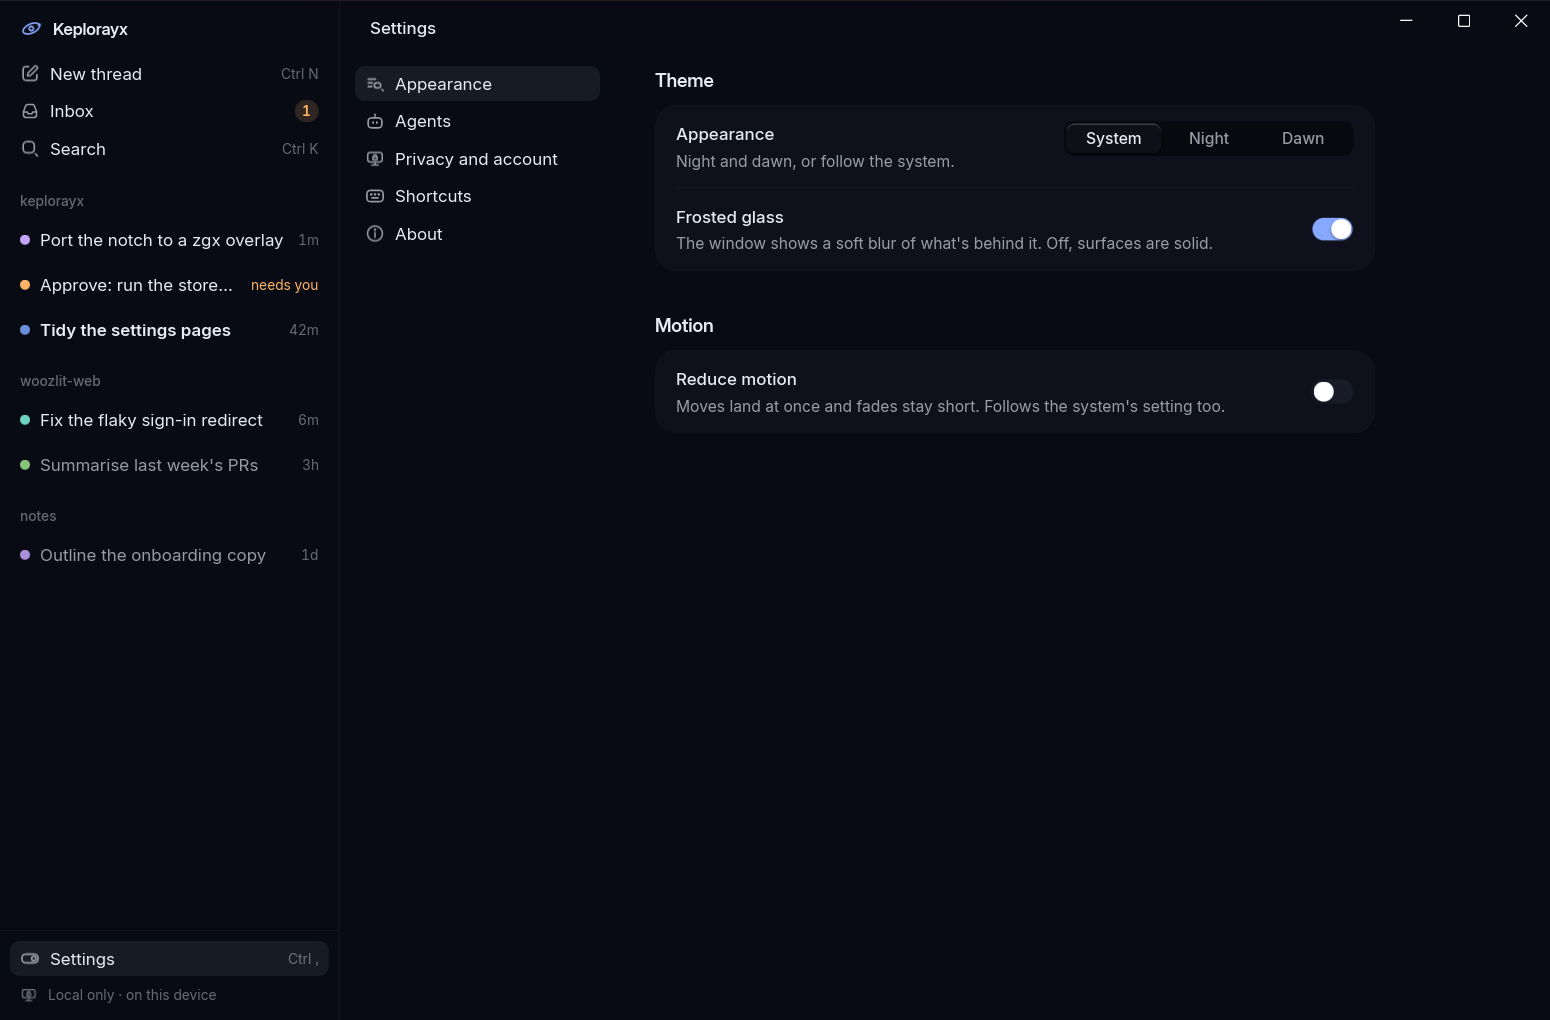 Keplorayx
New thread Ctrl N
Inbox 1
Search Ctrl K
keplorayx
Port the notch to a zgx overlay 1m
Approve: run the store... needs you
Tidy the settings pages 42m
woozlit-web
Fix the flaky sign-in redirect 6m
Summarise last week's PRs 3h
notes
Outline the onboarding copy 1d
Settings Ctrl ,
Local only · on this device
Settings
Appearance
Agents
Privacy and account
Shortcuts
About
Theme
Appearance
Night and dawn, or follow the system.
System Night Dawn
Frosted glass
The window shows a soft blur of what's behind it. Off, surfaces are solid.
Motion
Reduce motion
Moves land at once and fades stay short. Follows the system's setting too.